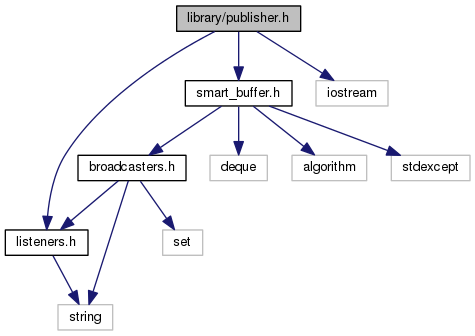 library/publisher.h
smart_buffer.h
iostream
broadcasters.h
deque
algorithm
stdexcept
listeners.h
set
string